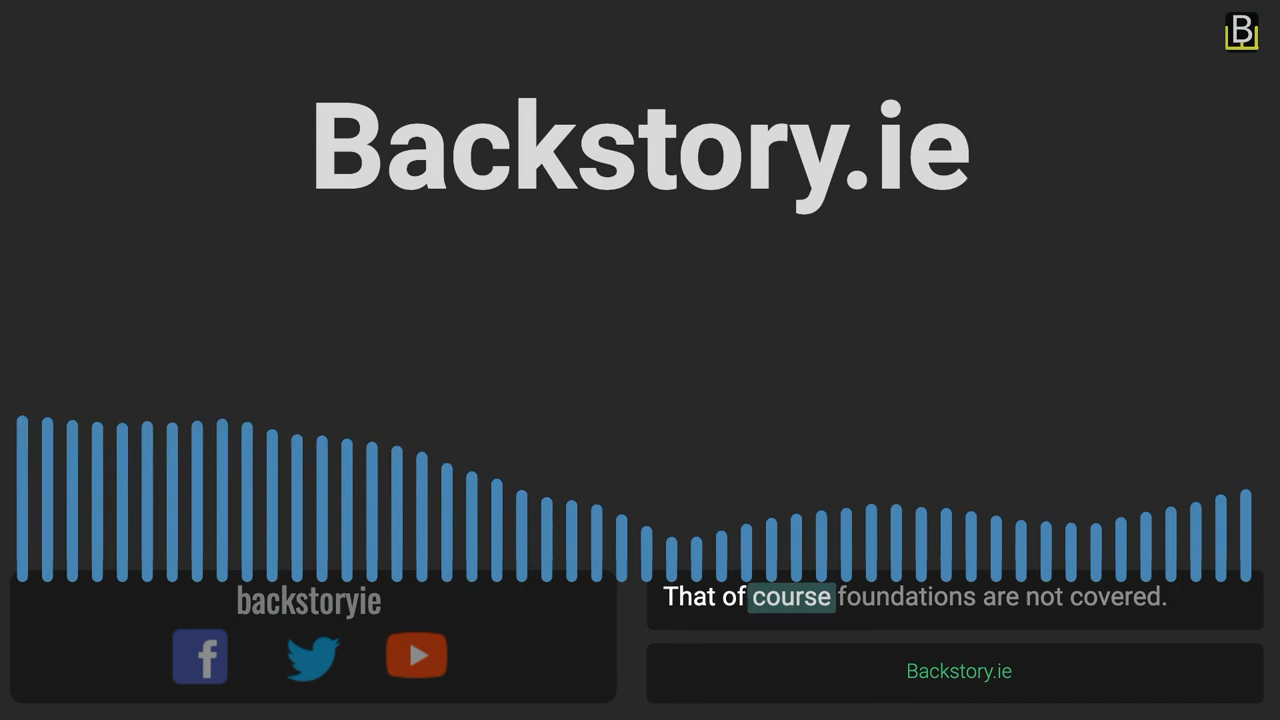 B
Backstory.ie
backstoryie
f
That of course foundations are not covered.
Backstory.ie